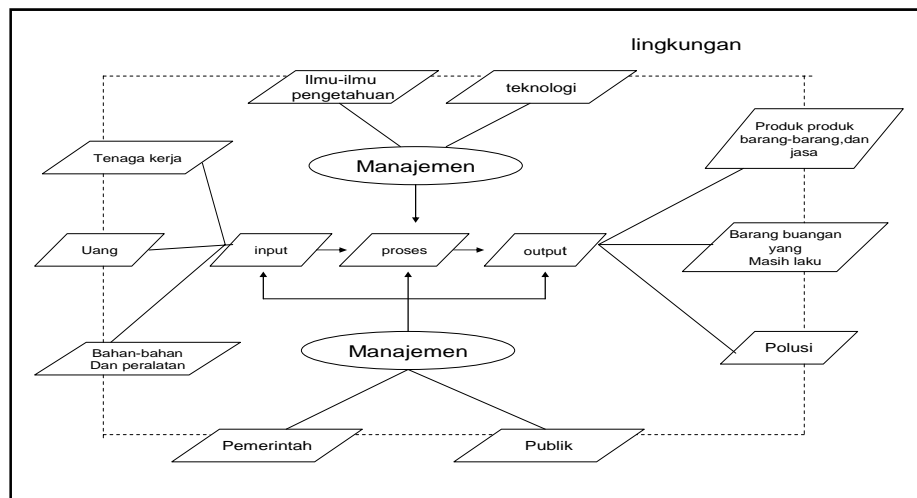 lingkungan
Ilmu-ilmu
pengetahuan
teknologi
Produk produk
barang-barang,dan
jasa
Tenaga kerja
Manajemen
Uang
input
proses
output
Barang buangan
yang
Masih laku
Bahan-bahan
Dan peralatan
Manajemen
Polusi
Pemerintah
Publik